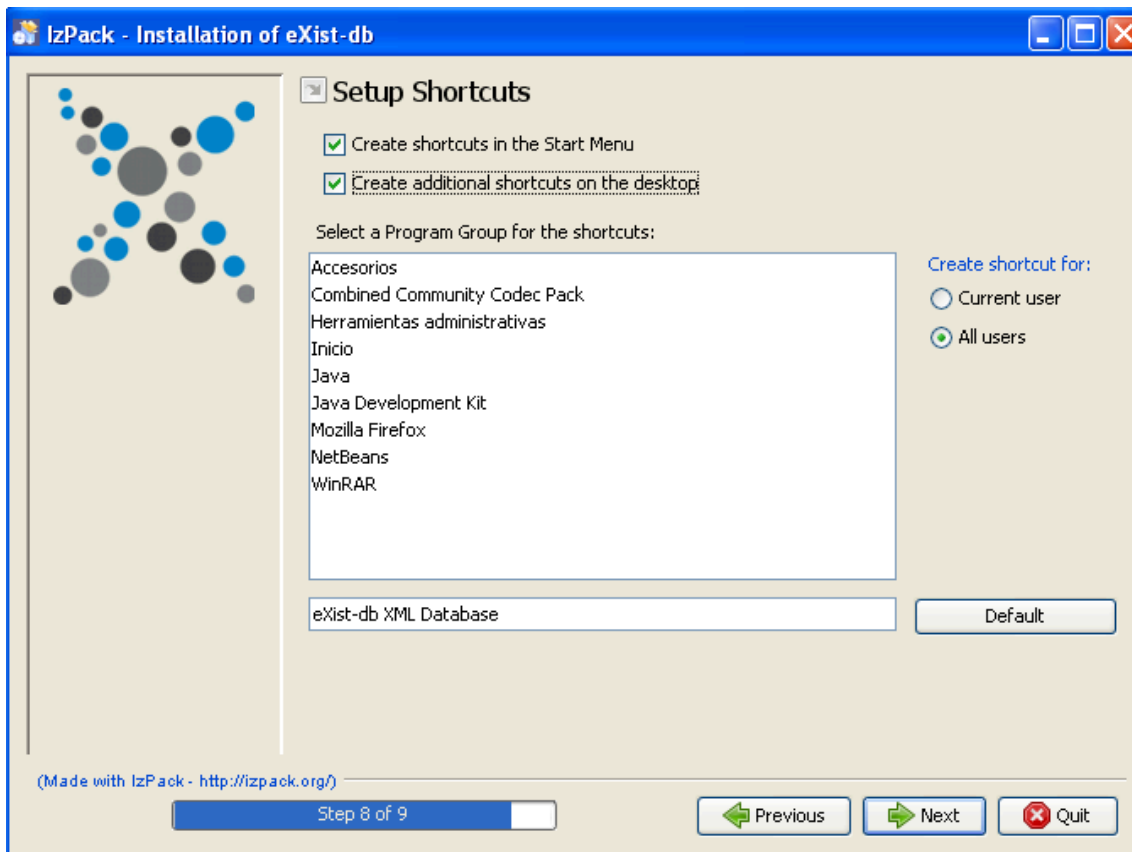 IzPack - Installation of eXist-db
Setup Shortcuts
Create shortcuts in the Start Menu
Create additional shortcuts on the desktop
Select a Program Group for the shortcuts:
Accesorios
Combined Community Codec Pack
Herramientas administrativas
Inicio
Java
Java Development Kit
Mozilla Firefox
NetBeans
WinRAR
Create shortcut for:
Current user
All users
eXist-db XML Database
Default
(Made with IzPack - http://izpack.org/)
Step 8 of 9
Previous
Next
Quit